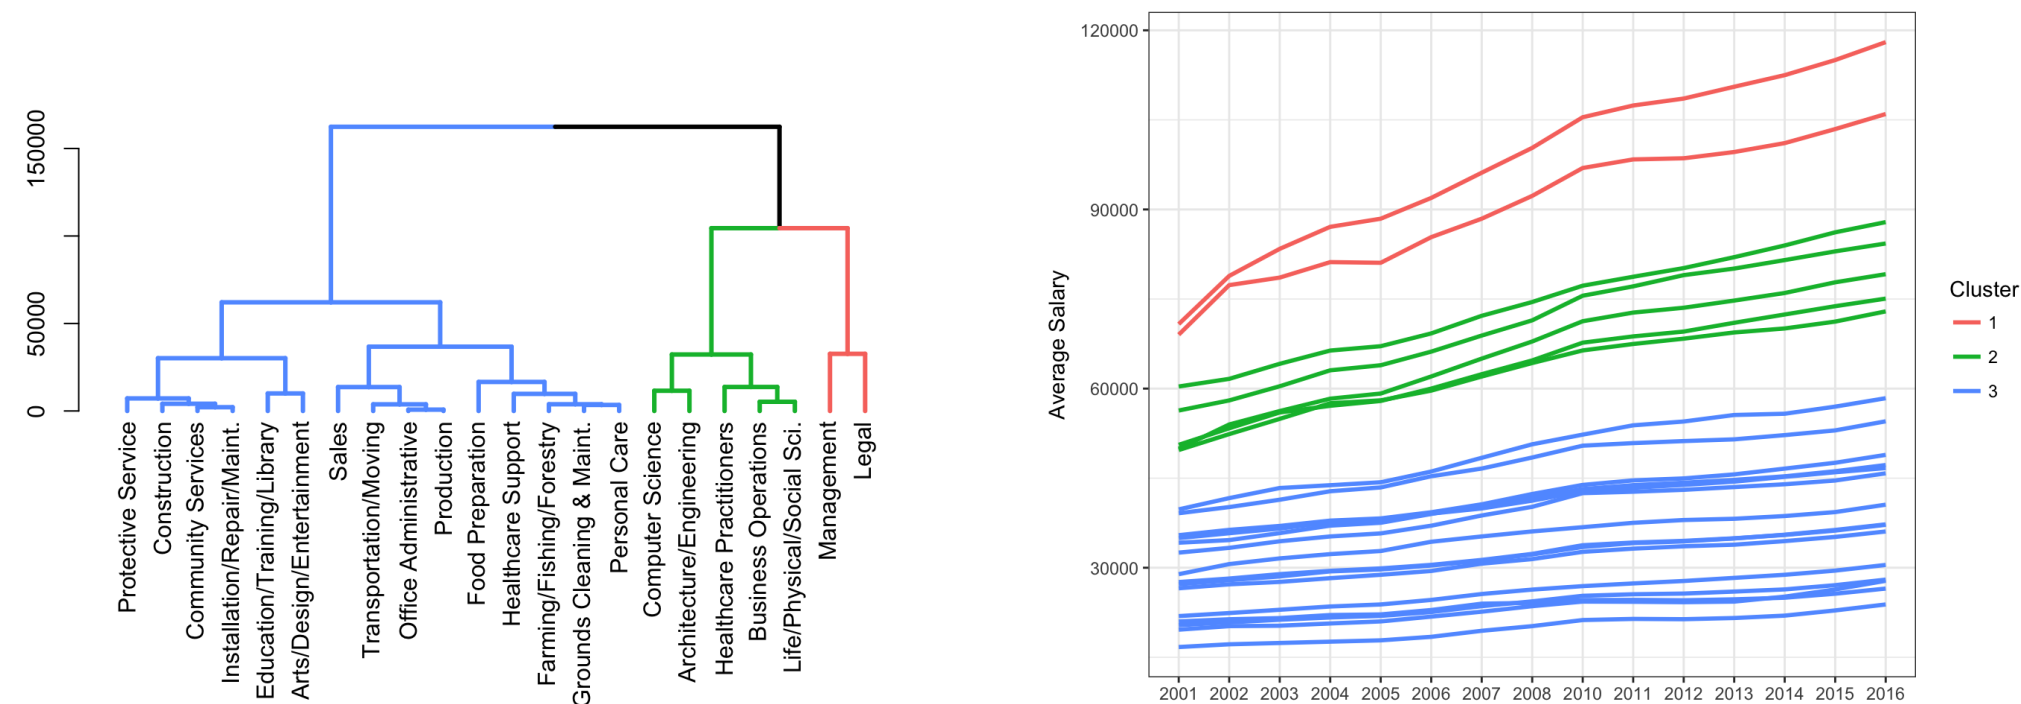 0
50000
150000
Protective Service
Construction
Community Services
Installation/Repair/Maint.
Education/Training/Library
Arts/Design/Entertainment
Sales
Transportation/Moving
Office Administrative
Production
Food Preparation
Healthcare Support
Farming/Fishing/Forestry
Grounds Cleaning & Maint.
Personal Care
Computer Science
Architecture/Engineering
Healthcare Practitioners
Business Operations
Life/Physical/Social Sci.
Management
Legal
Average Salary
120000
90000
60000
30000
2001 2002 2003 2004 2005 2006 2007 2008 2010 2011 2012 2013 2014 2015 2016
Cluster
1
2
3